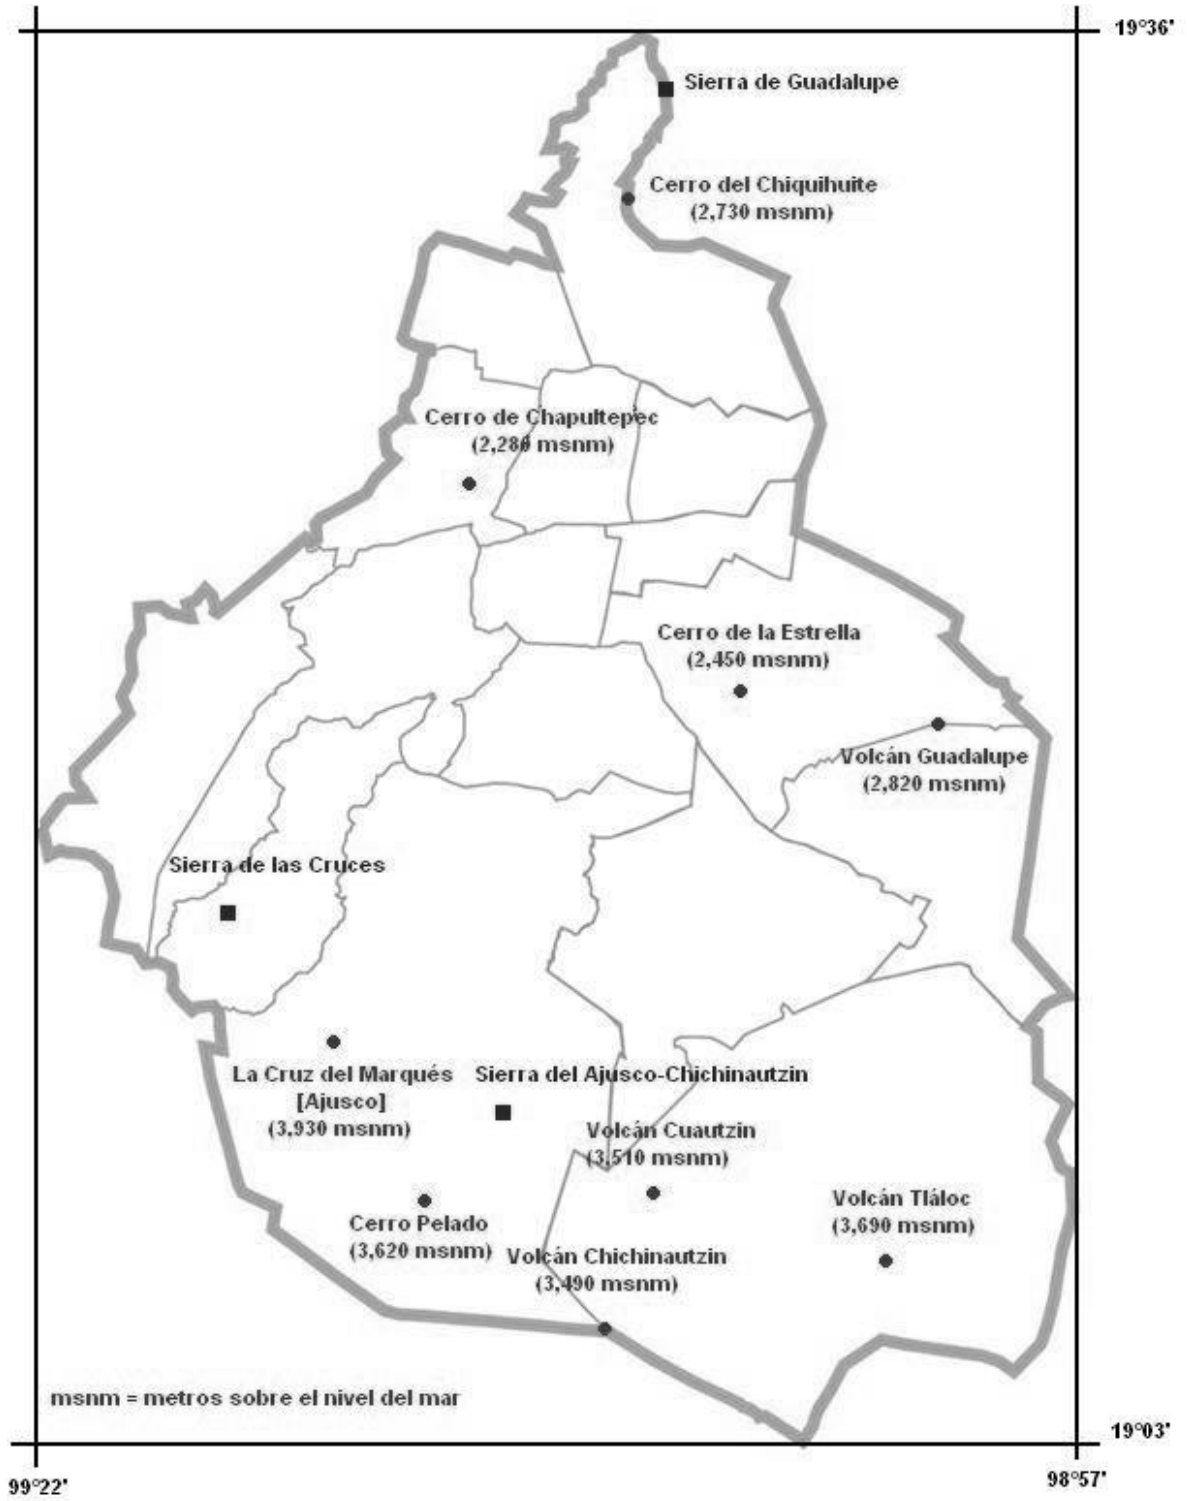 19°36'
Sierra de Guadalupe
Cerro del Chiquihuite
(2,730 msnm)
Cerro de Chapultepec
(2,280 msnm)
Cerro de la Estrella
(2,450 msnm)
Volcán Guadalupe
(2,820 msnm)
Sierra de las Cruces
La Cruz del Marqués
[Ajusco]
(3,930 msnm)
Sierra del Ajusco-Chichinautzin
Volcán Cuautzin
(3,510 msnm)
Volcán Tláloc
(3,690 msnm)
Cerro Pelado
(3,620 msnm)
Volcán Chichinautzin
(3,490 msnm)
msnm = metros sobre el nivel del mar
19°03'
99°22'
98°57'